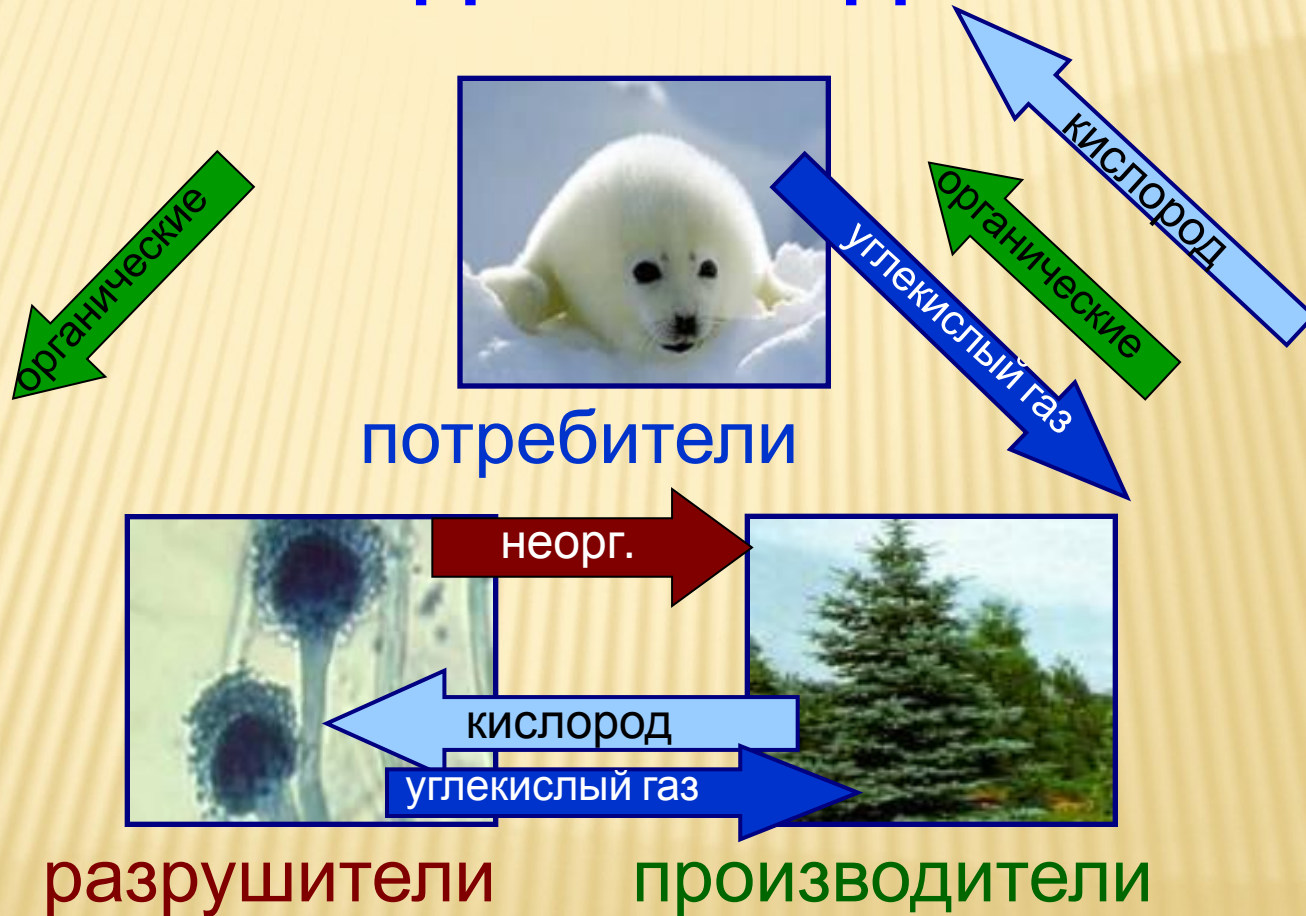 кислород
органические
органические
углекислый газ
потребители
неорг.
кислород
углекислый газ
разрушители
производители